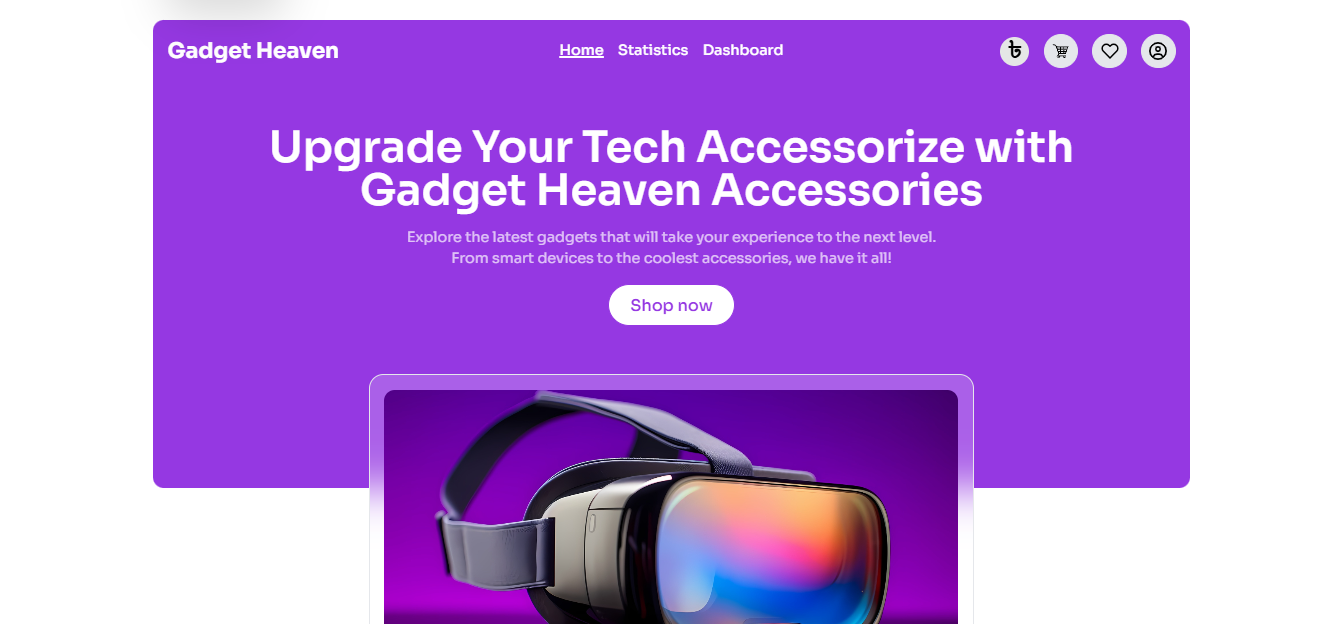 Gadget Heaven
Home Statistics Dashboard
৳
Upgrade Your Tech Accessorize with
Gadget Heaven Accessories
Explore the latest gadgets that will take your experience to the next level.
From smart devices to the coolest accessories, we have it all!
Shop now